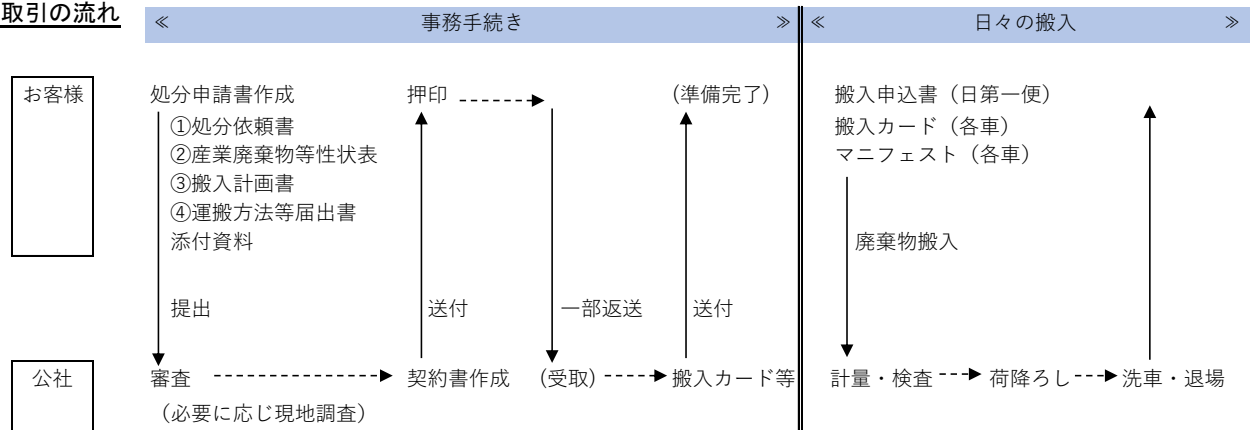 取引の流れ
≪ 事務手続き ≫ ≪ 日々の搬入 ≫
お客様 処分申請書作成 押印 (準備完了) 搬入申込書（日第一便）
①処分依頼書 搬入カード（各車）
②産業廃棄物等性状表 マニフェスト（各車）
③搬入計画書
④運搬方法等届出書
添付資料 廃棄物搬入
提出 送付 一部返送 送付
公社 審査 契約書作成 (受取) 搬入カード等 計量・検査 荷降ろし 洗車・退場
（必要に応じ現地調査）